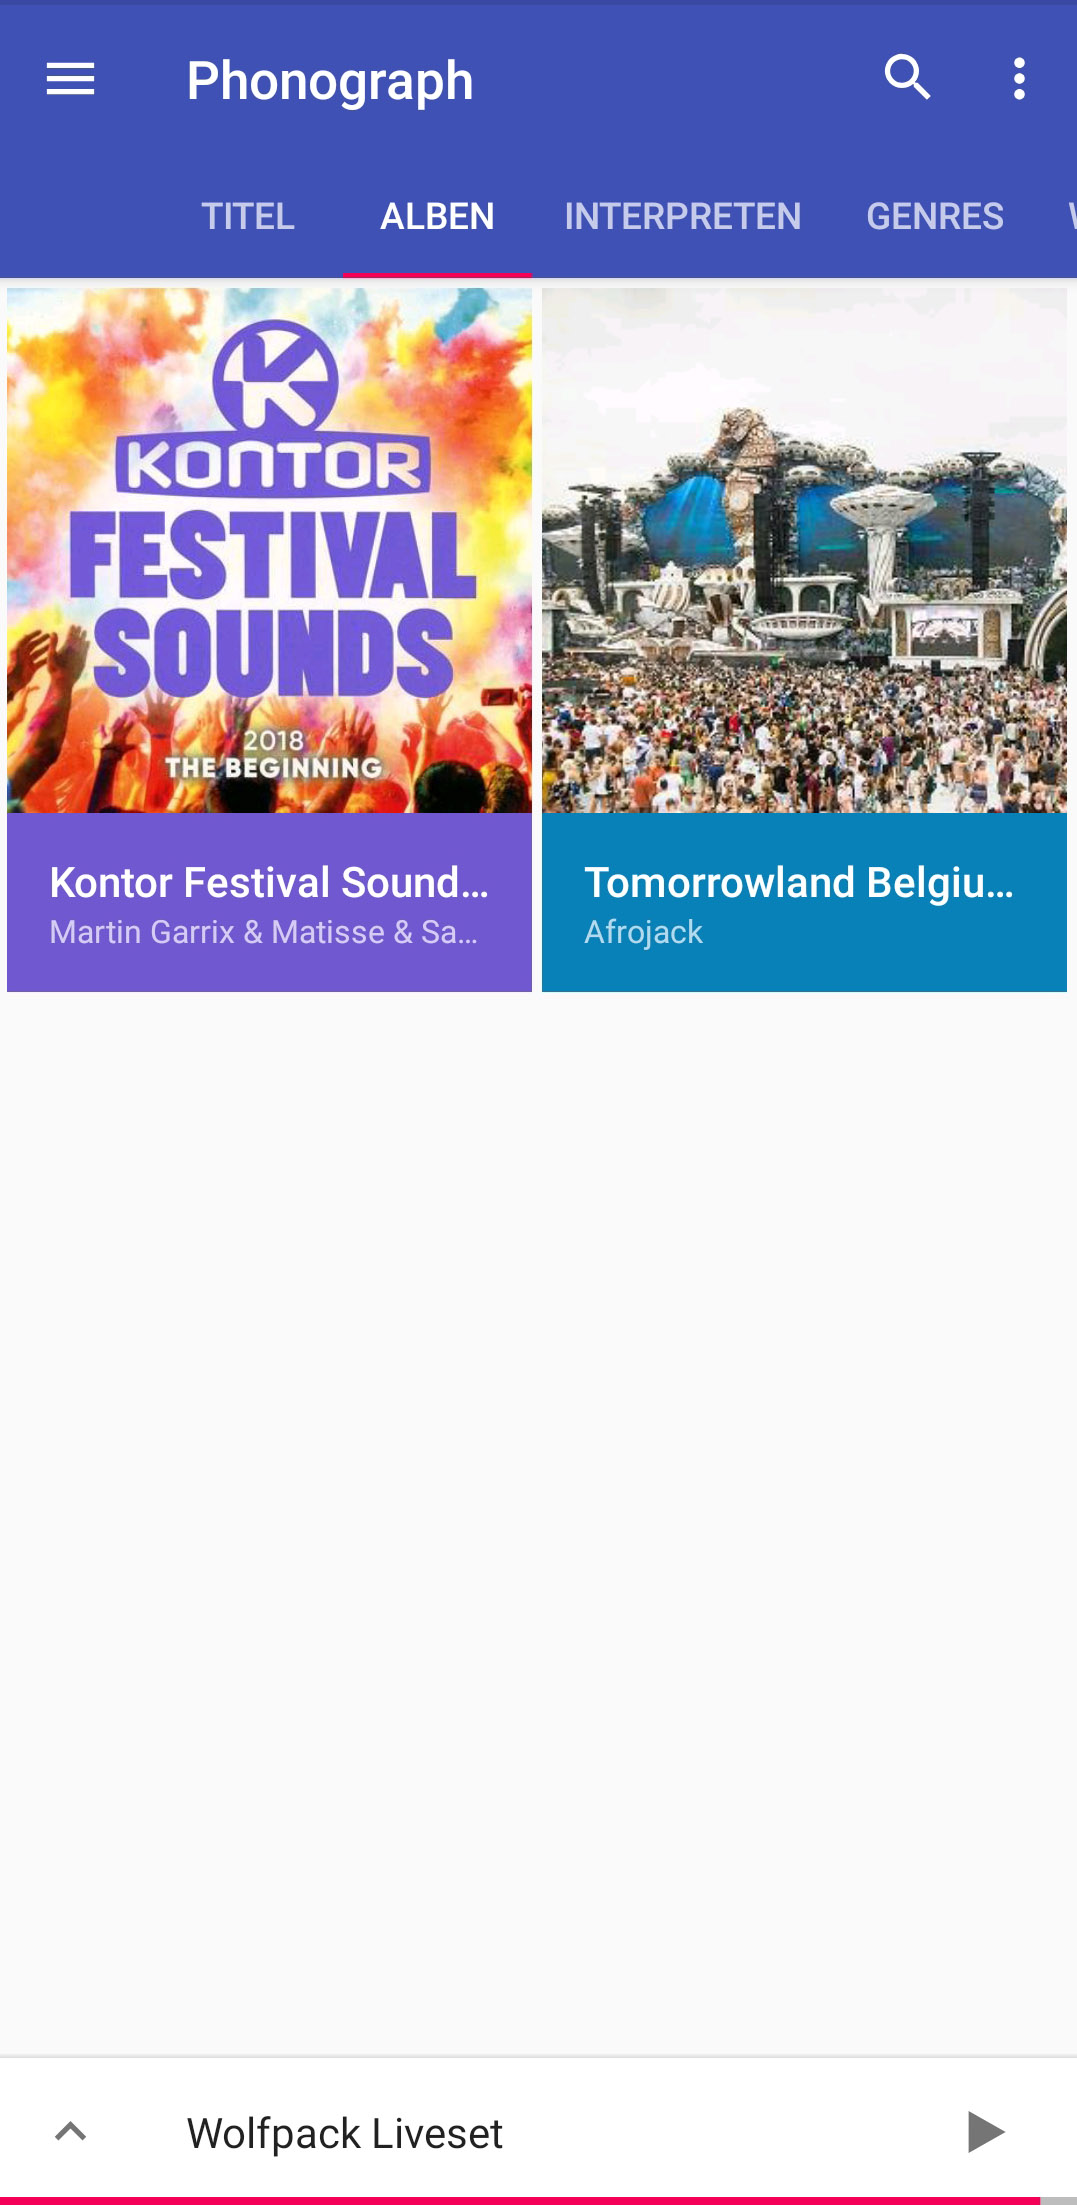 Phonograph
TITEL ALBEN INTERPRETEN GENRES
K
KONTOR
FESTIVAL
SOUNDS
2018
THE BEGINNING
Kontor Festival Sound...
Martin Garrix & Matisse & Sa...
Tomorrowland Belgiu...
Afrojack
Wolfpack Liveset